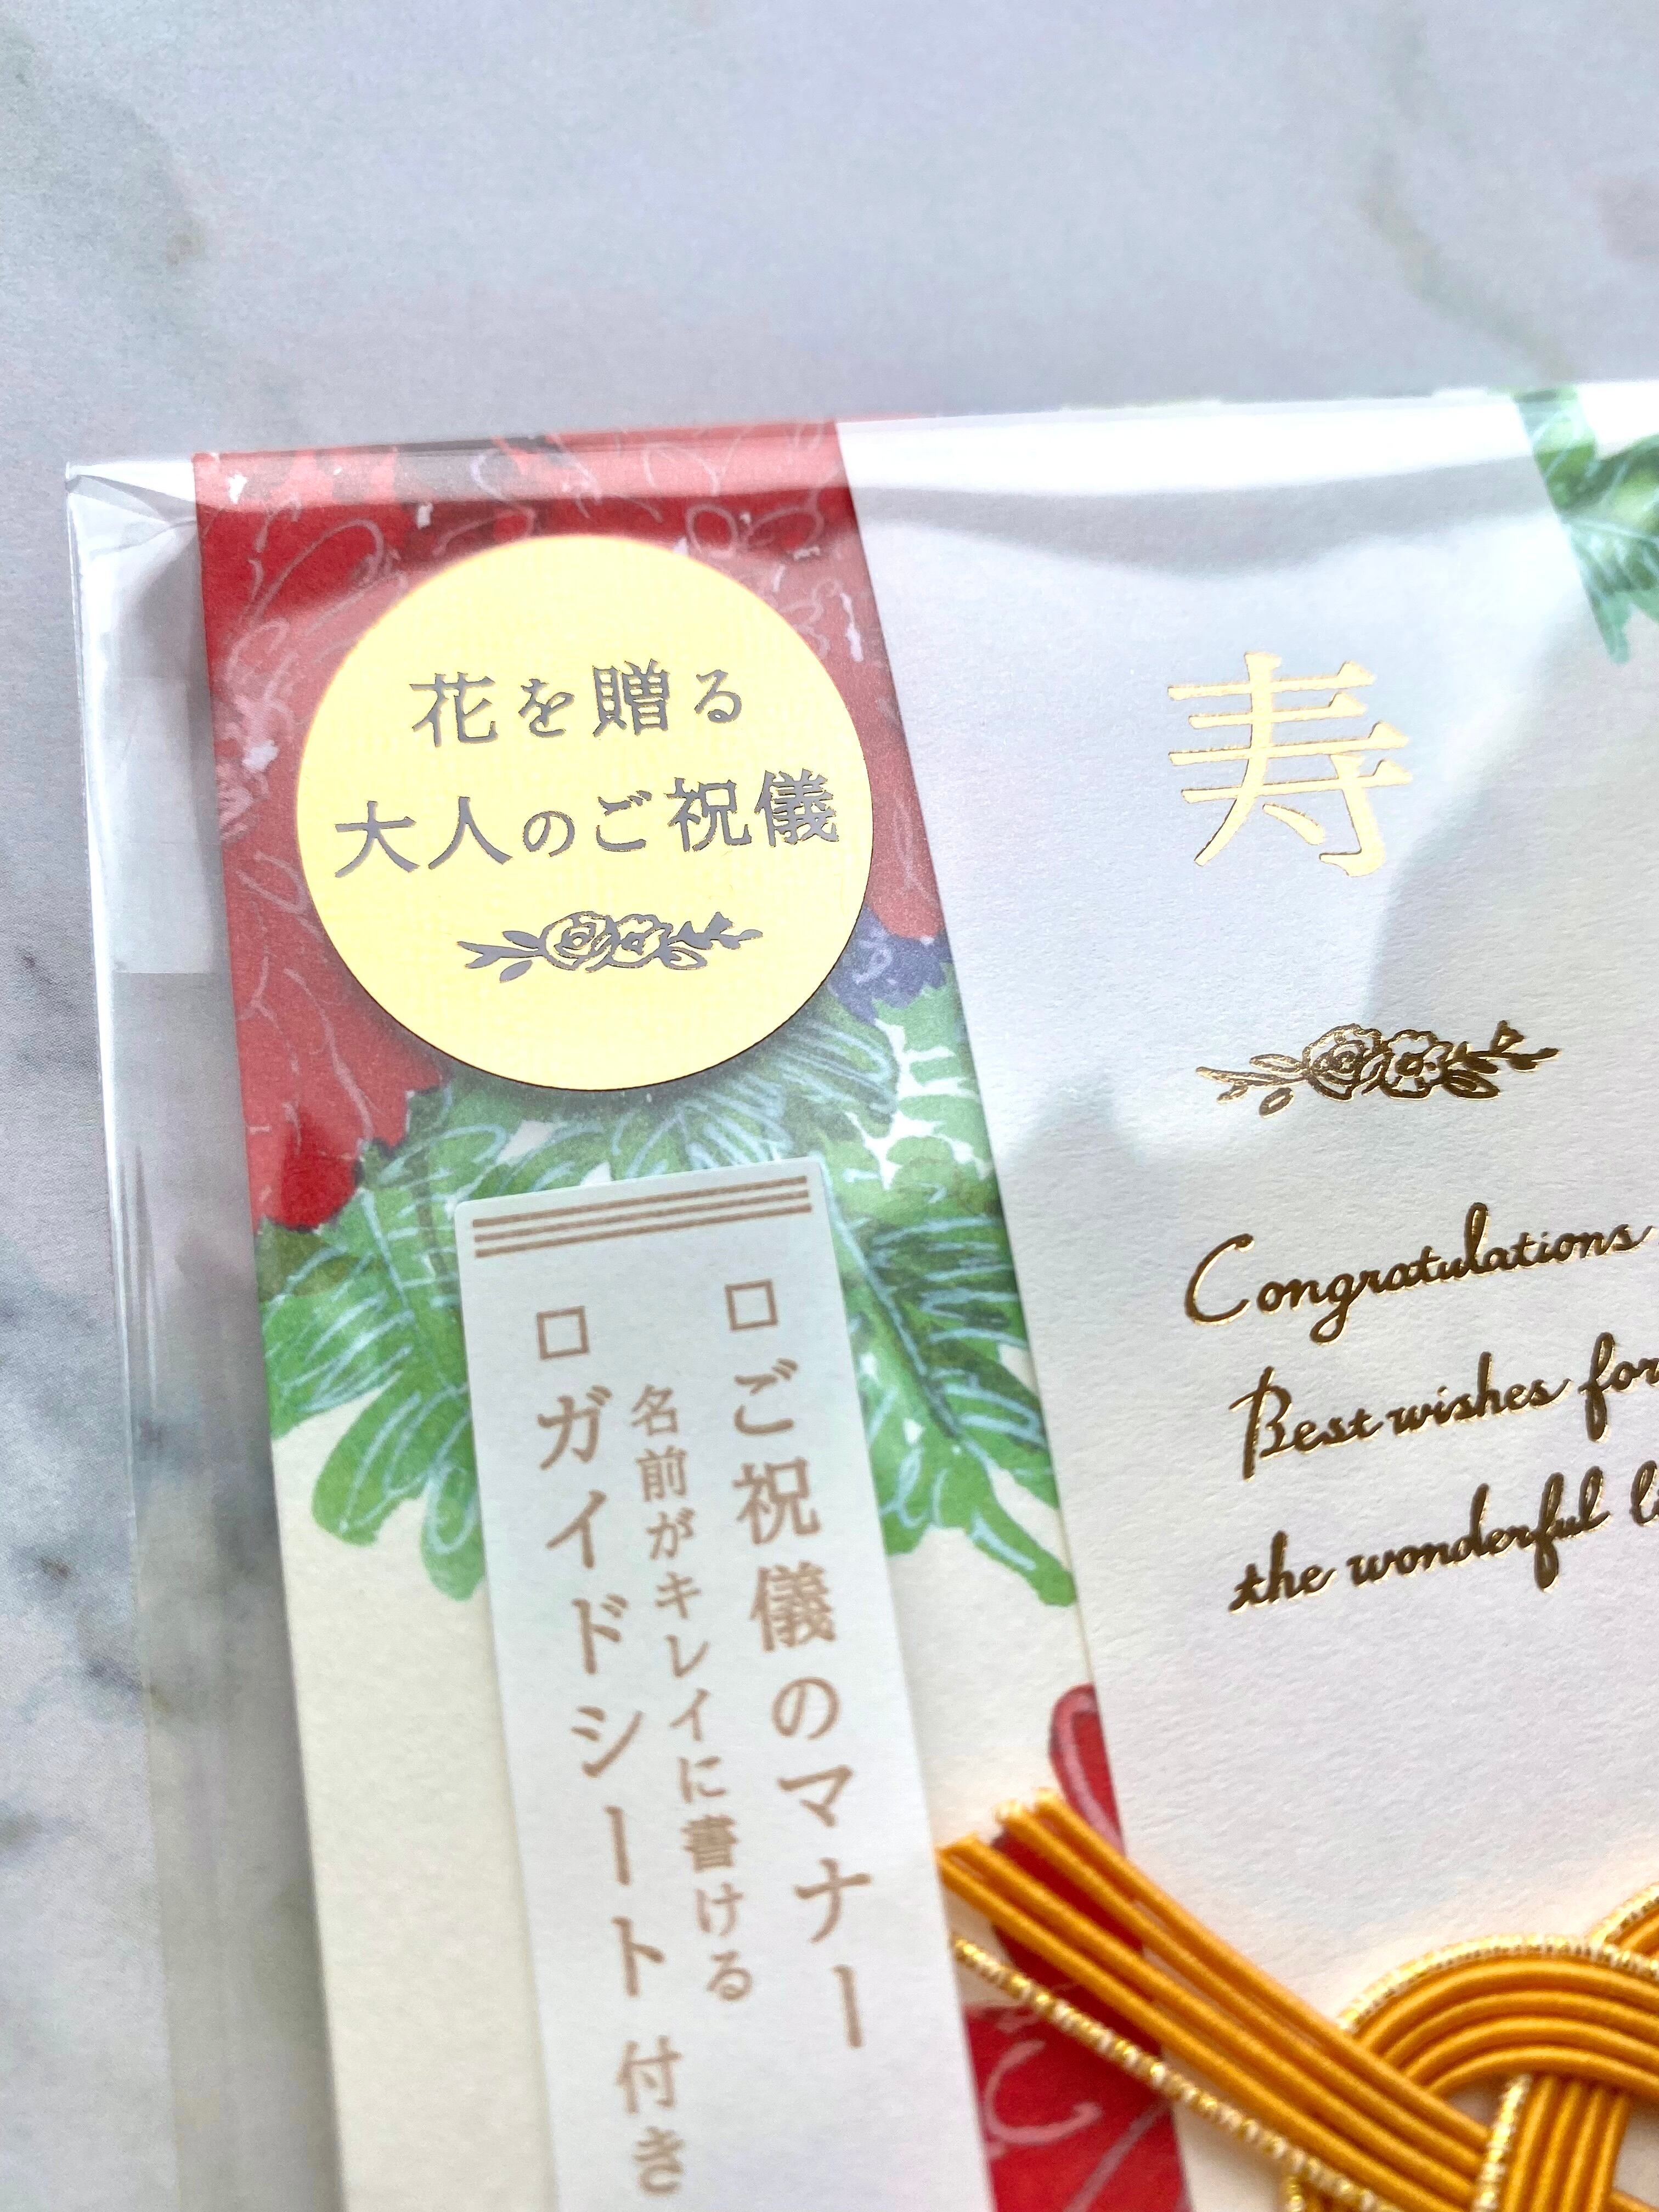 花を贈る
大人のご祝儀
寿
Congratulations
Best wishes for
the wonderful
□ご祝儀のマナー
名前がキレイに書ける
□ガイドシート付き